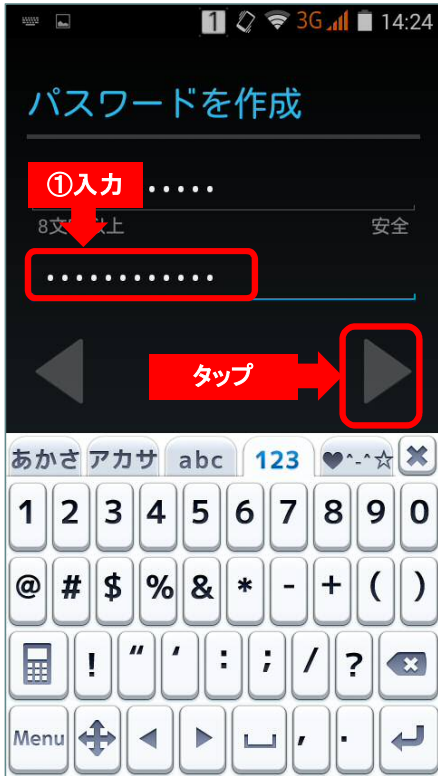 1 3G 14:24
パスワードを作成
①入力 •••••
8文字以上 安全
••••••••••••
タップ
あかさ アカサ abc 123 ♥^-^☆ ✖
1 2 3 4 5 6 7 8 9 0
@ # $ % & * - + ( )
! " ' : ; / ?
Menu , .